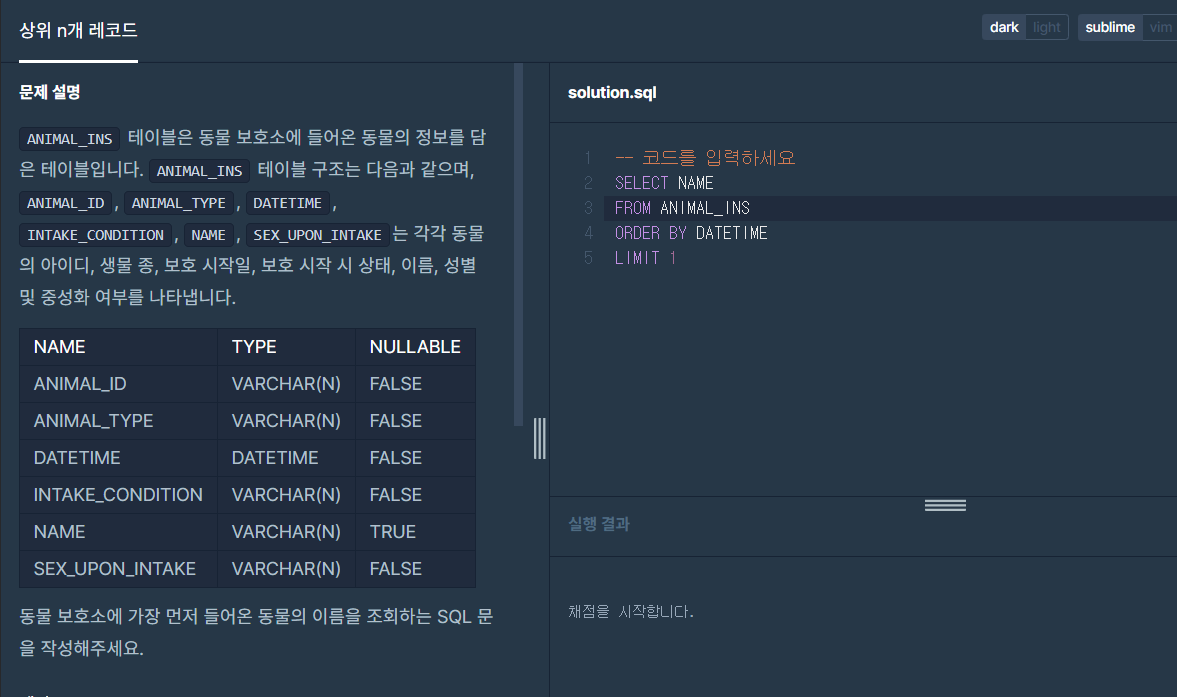 상위 n개 레코드
dark light sublime vim
문제 설명
ANIMAL_INS 테이블은 동물 보호소에 들어온 동물의 정보를 담
은 테이블입니다. ANIMAL_INS 테이블 구조는 다음과 같으며,
ANIMAL_ID , ANIMAL_TYPE , DATETIME ,
INTAKE_CONDITION , NAME , SEX_UPON_INTAKE 는 각각 동물
의 아이디, 생물 종, 보호 시작일, 보호 시작 시 상태, 이름, 성별
및 중성화 여부를 나타냅니다.
NAME TYPE NULLABLE
ANIMAL_ID VARCHAR(N) FALSE
ANIMAL_TYPE VARCHAR(N) FALSE
DATETIME DATETIME FALSE
INTAKE_CONDITION VARCHAR(N) FALSE
NAME VARCHAR(N) TRUE
SEX_UPON_INTAKE VARCHAR(N) FALSE
동물 보호소에 가장 먼저 들어온 동물의 이름을 조회하는 SQL 문
을 작성해주세요.
solution.sql
1 -- 코드를 입력하세요
2 SELECT NAME
3 FROM ANIMAL_INS
4 ORDER BY DATETIME
5 LIMIT 1
실행 결과
채점을 시작합니다.